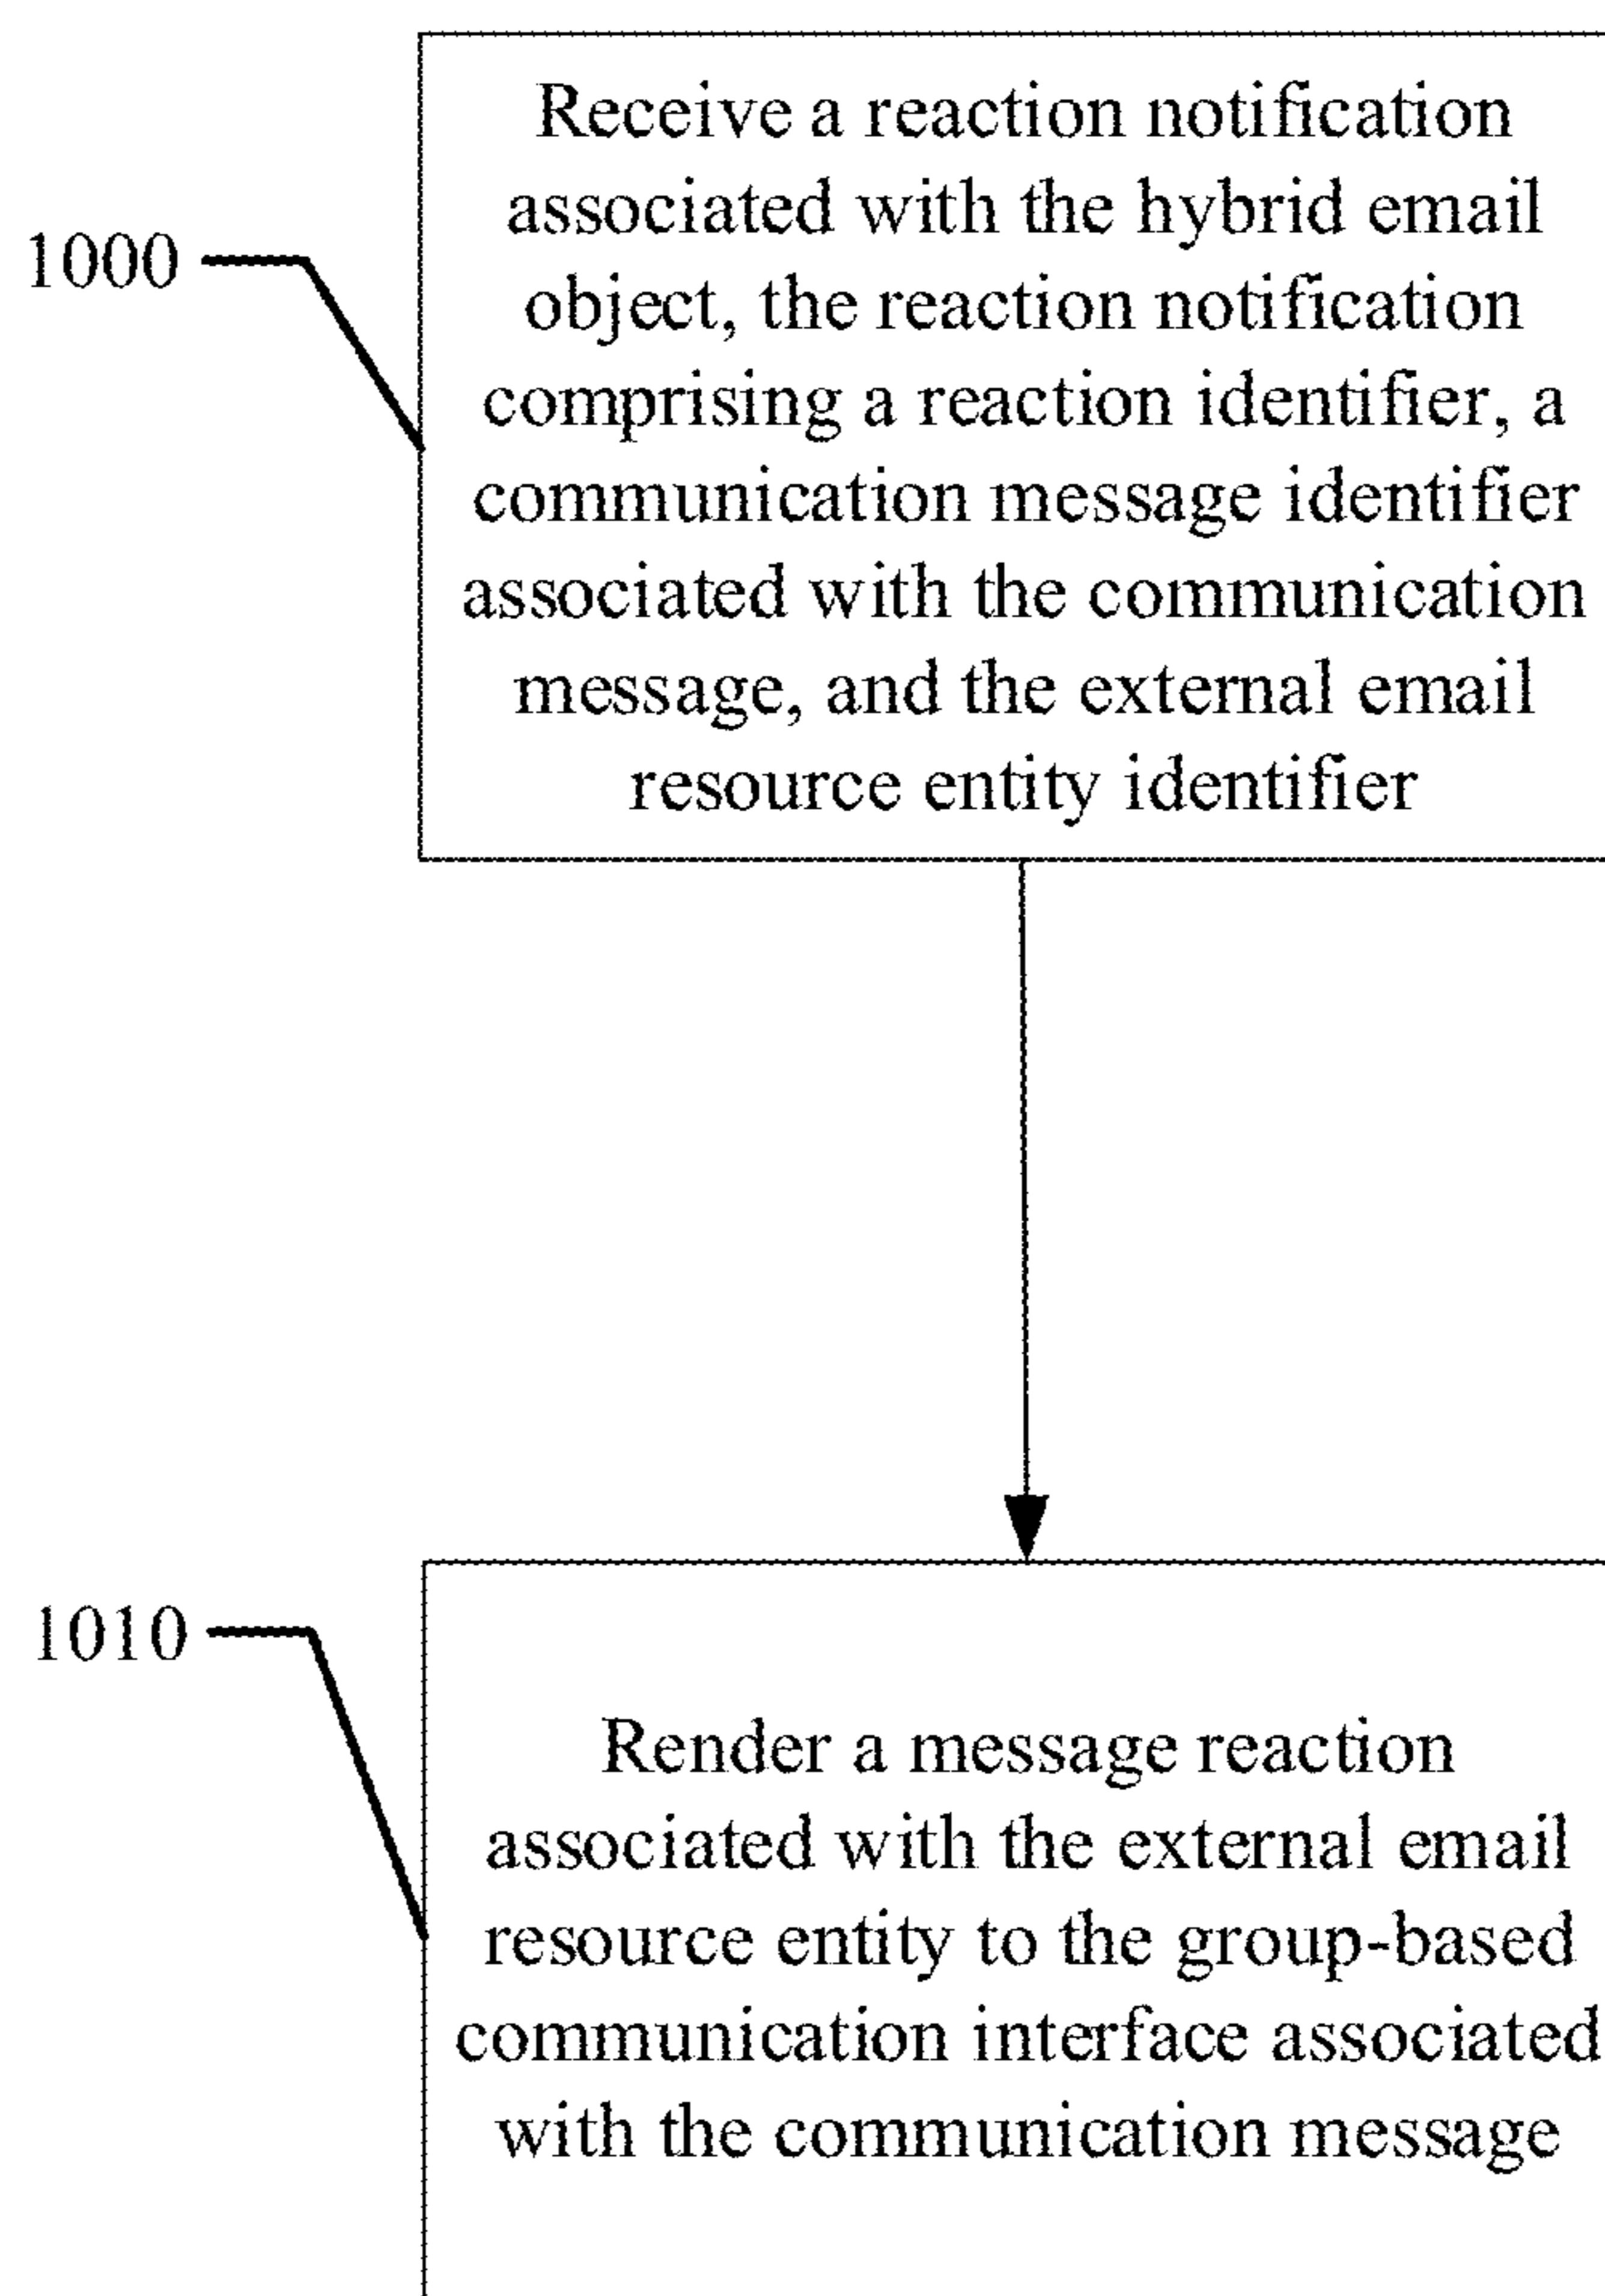 Receive a reaction notification
associated with the hybrid email
1000
object, the reaction notification
comprising a reaction identifier, a
communication message identifier
associated with the communication
message, and the external email
resource entity identifier
1010
Render a message reaction
associated with the external email
resource entity to the group-based
communication interface associated
with the communication message